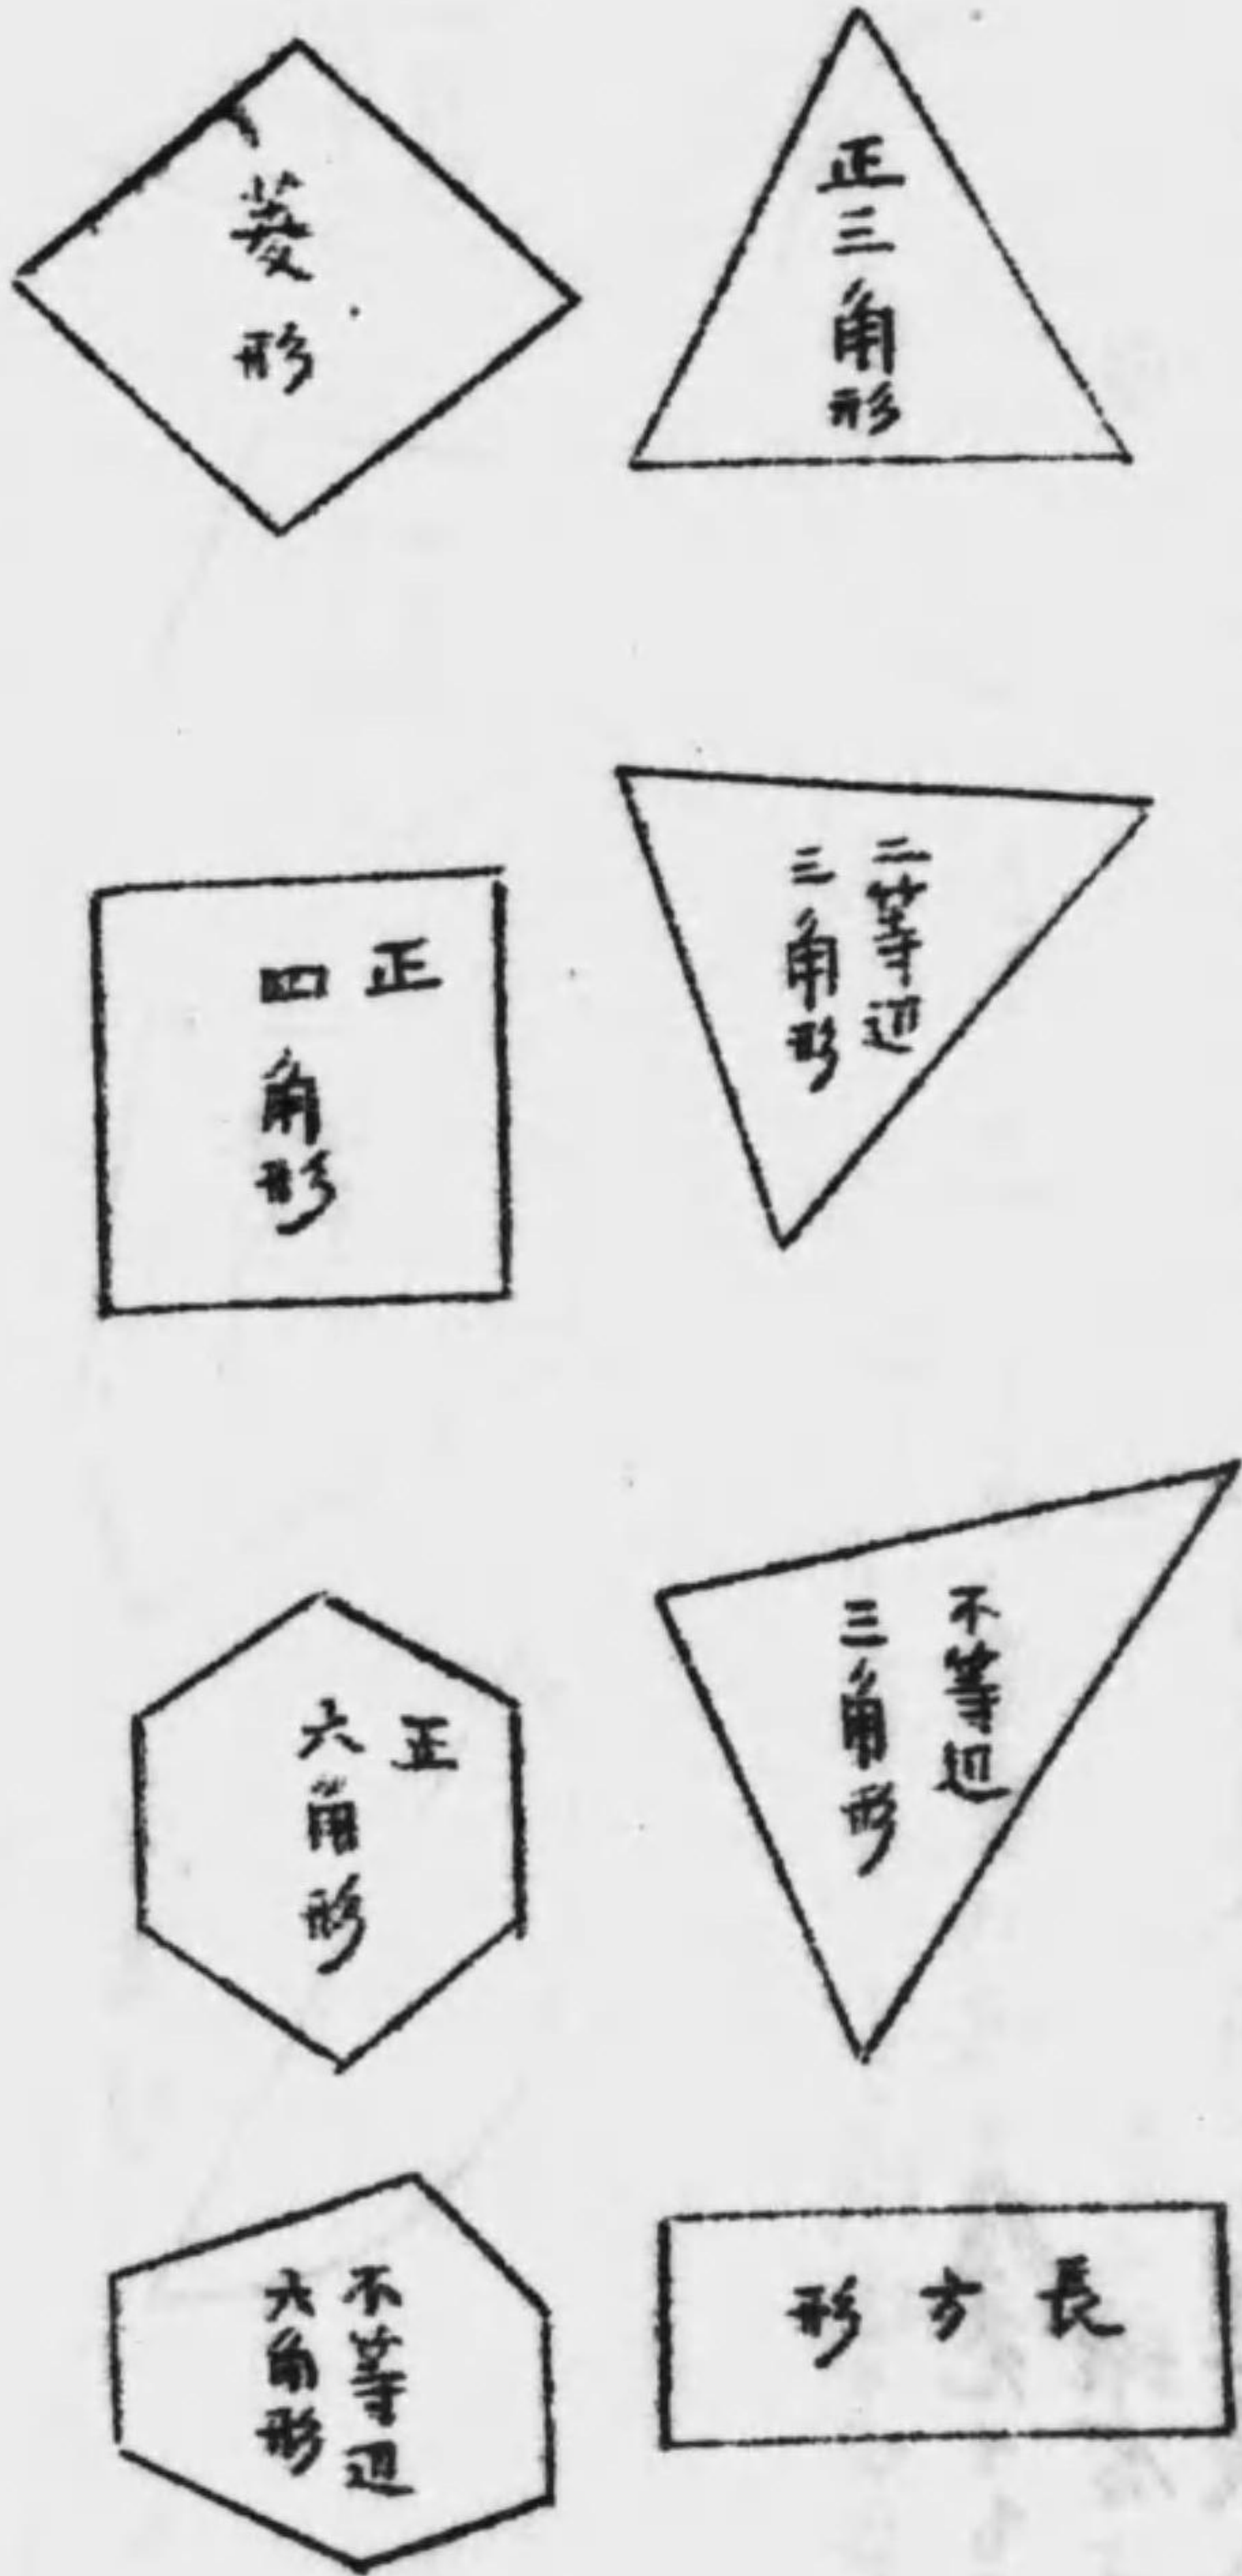 正三角形
二等辺
三角形
不等辺
三角形
長方形
菱形
正
四角形
正
六角形
不等辺
六角形